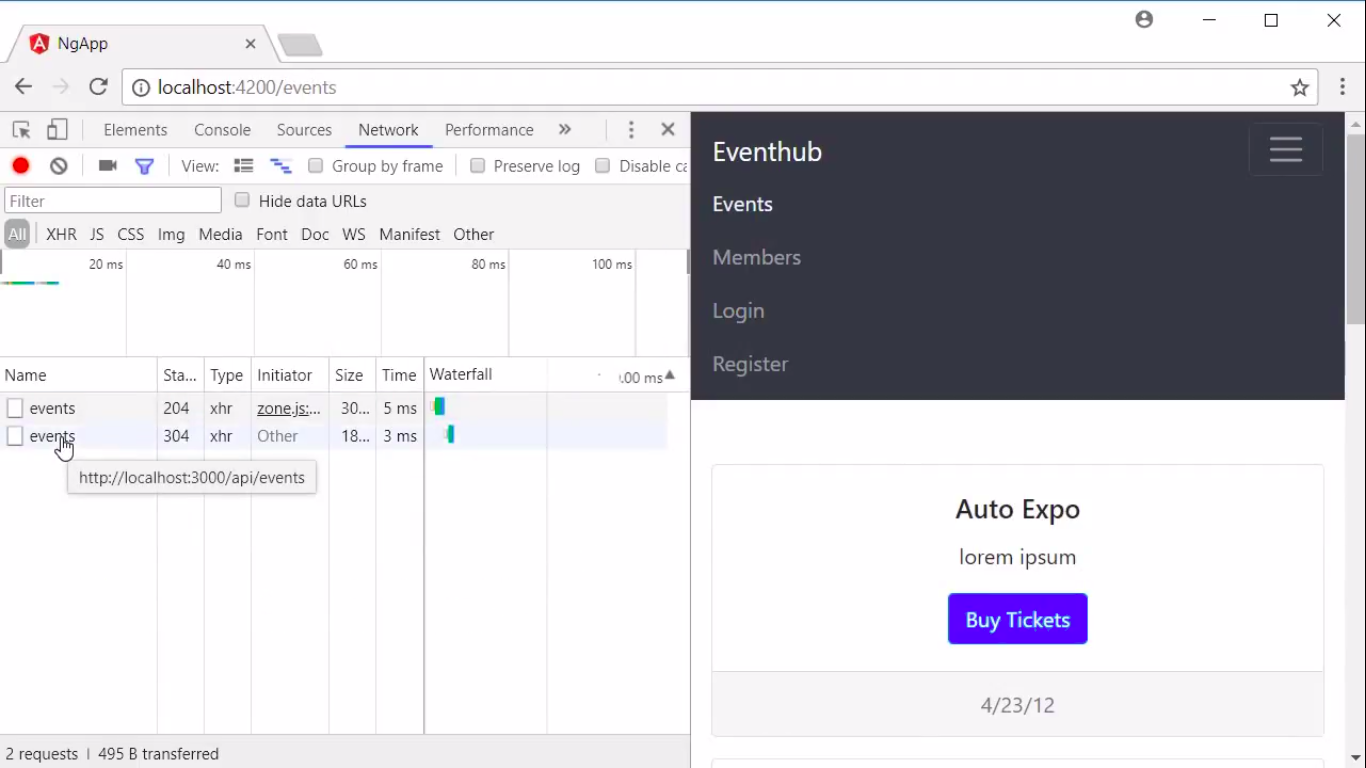 NgApp
localhost:4200/events
Elements Console Sources Network Performance »
View: Group by frame Preserve log Disable ca
Filter Hide data URLs
All XHR JS CSS Img Media Font Doc WS Manifest Other
20 ms 40 ms 60 ms 80 ms 100 ms
Name Sta... Type Initiator Size Time Waterfall .00 ms
events 204 xhr zone.js:... 30... 5 ms
events 304 xhr Other 18... 3 ms
http://localhost:3000/api/events
2 requests | 495 B transferred
Eventhub
Events
Members
Login
Register
Auto Expo
lorem ipsum
Buy Tickets
4/23/12